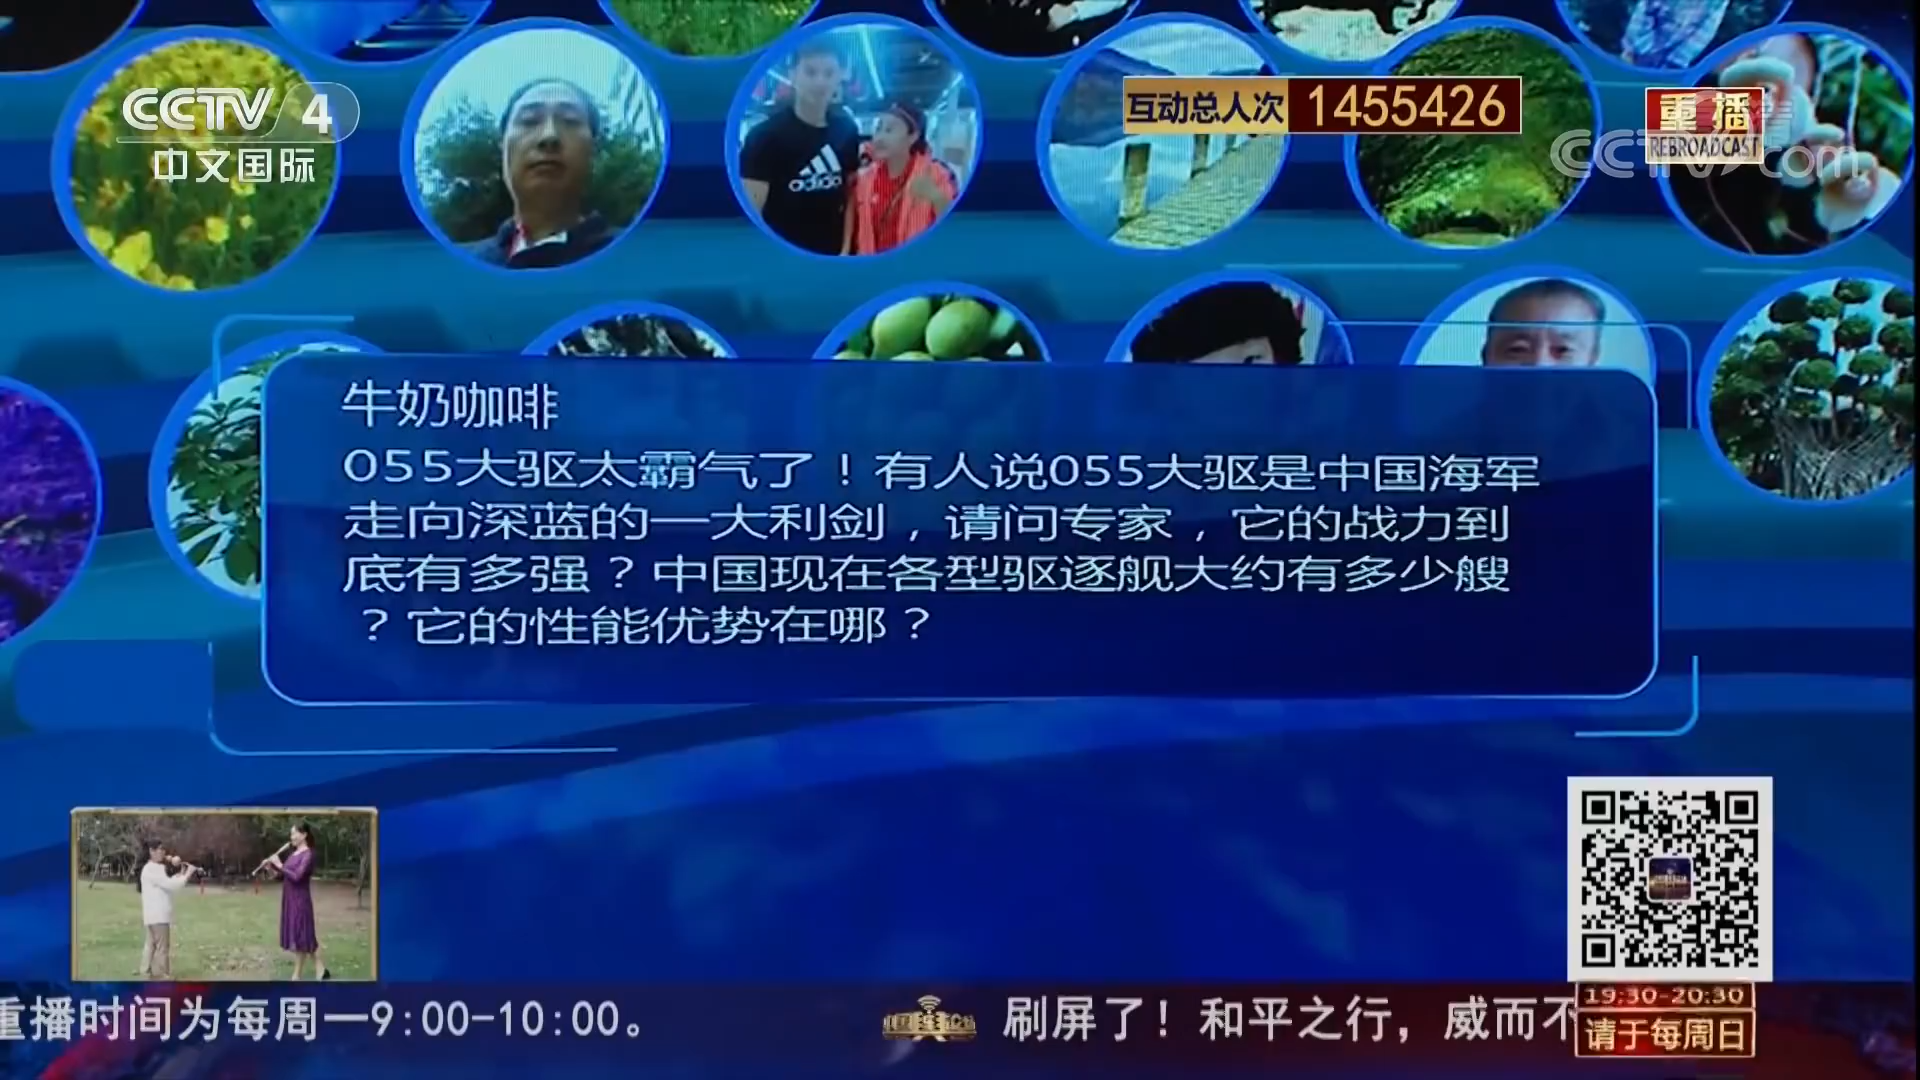 CCTV 4
中文国际
互动总人次 1455426
重播
REBROADCAST
CCTV.com
adidas
牛奶咖啡
055大驱太霸气了！有人说055大驱是中国海军
走向深蓝的一大利剑，请问专家，它的战力到
底有多强？中国现在各型驱逐舰大约有多少艘
？它的性能优势在哪？
重播时间为每周一9:00-10:00。
刷屏了！和平之行，威而不
19:30-20:30
请于每周日